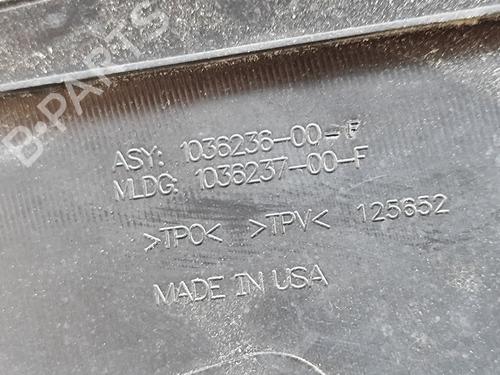 B-PARTS
ASY: 1036236-00-F
MLDG: 1036237-00-F
>TPO< >TPV< 125652
MADE IN USA